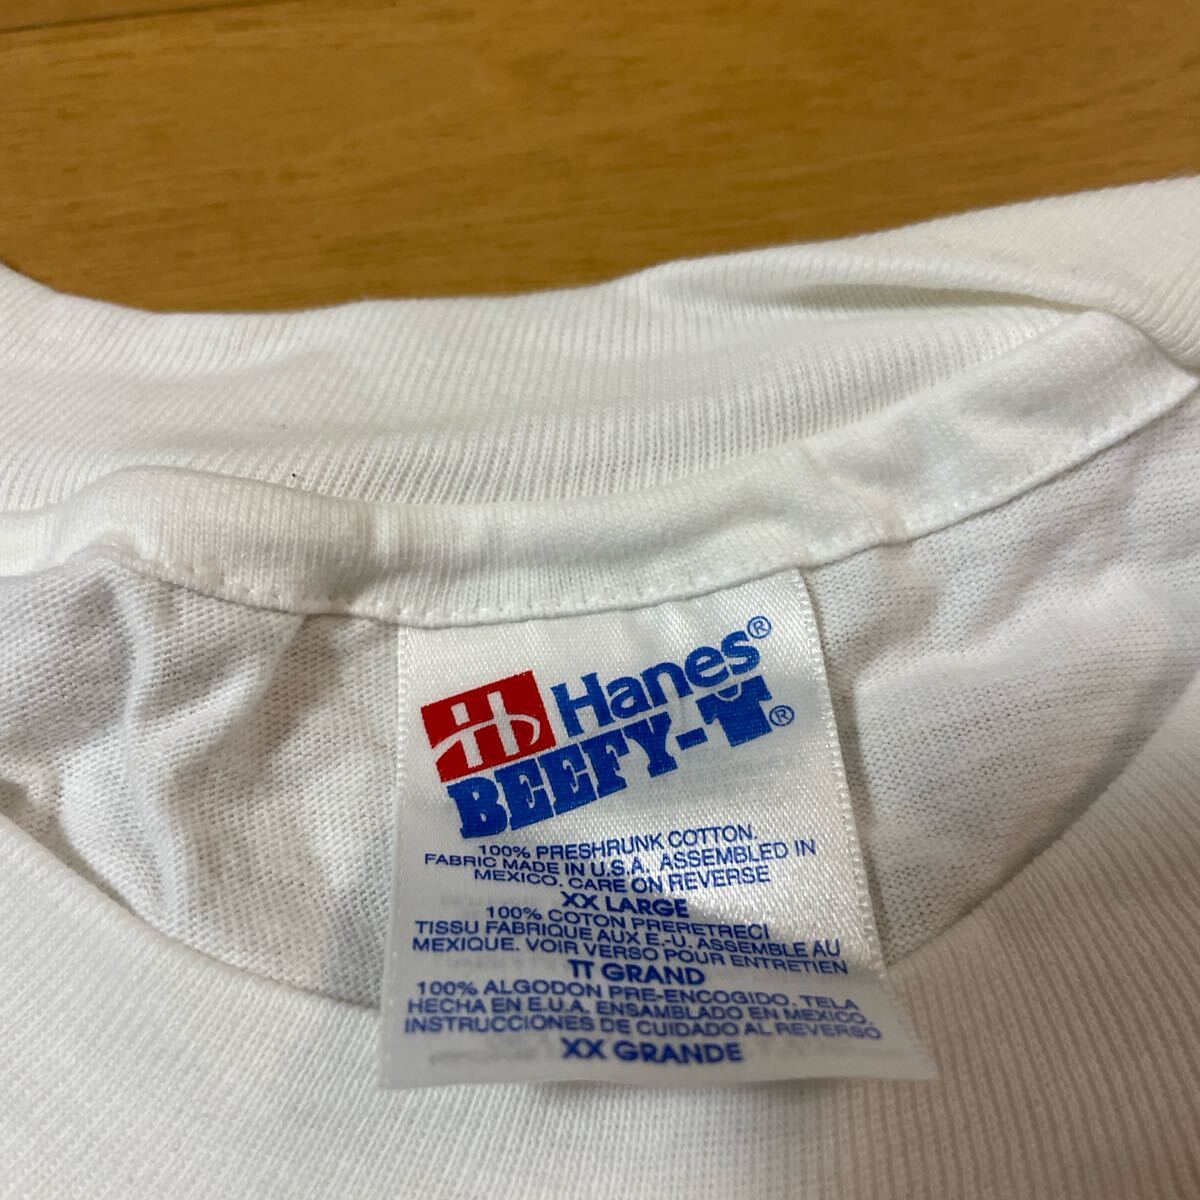 Hanes®
BEEFY-T®
100% PRESHRUNK COTTON.
FABRIC MADE IN U.S.A. ASSEMBLED IN
MEXICO. CARE ON REVERSE
XX LARGE
100% COTON PRERETRECI
TISSU FABRIQUE AUX E.-U. ASSEMBLE AU
MEXIQUE. VOIR VERSO POUR ENTRETIEN
TT GRAND
100% ALGODON PRE-ENCOGIDO. TELA
HECHA EN E.U.A. ENSAMBLADO EN MEXICO.
INSTRUCCIONES DE CUIDADO AL REVERSO
XX GRANDE